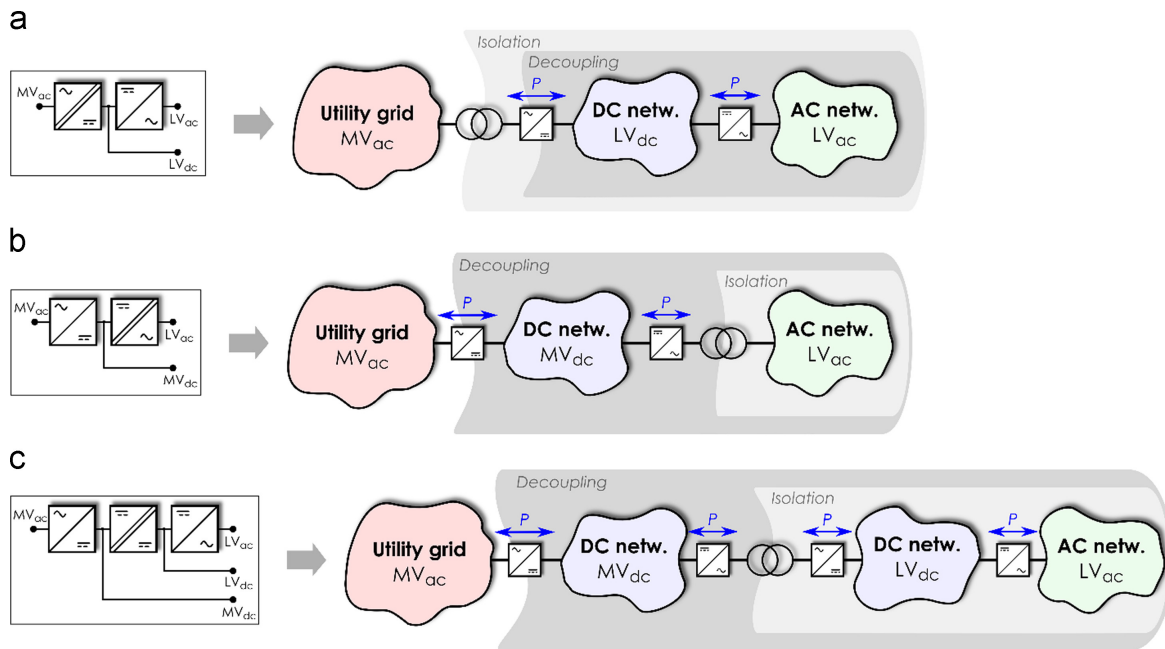 a
Isolation
Decoupling
MVac
LVac
LVdc
P
P
Utility grid
MVac
DC netw.
LVdc
AC netw.
LVac
b
Decoupling
Isolation
MVac
LVac
MVdc
P
P
Utility grid
MVac
DC netw.
MVdc
AC netw.
LVac
c
Decoupling
Isolation
MVac
LVac
LVdc
MVdc
P
P
P
P
Utility grid
MVac
DC netw.
MVdc
DC netw.
LVdc
AC netw.
LVac